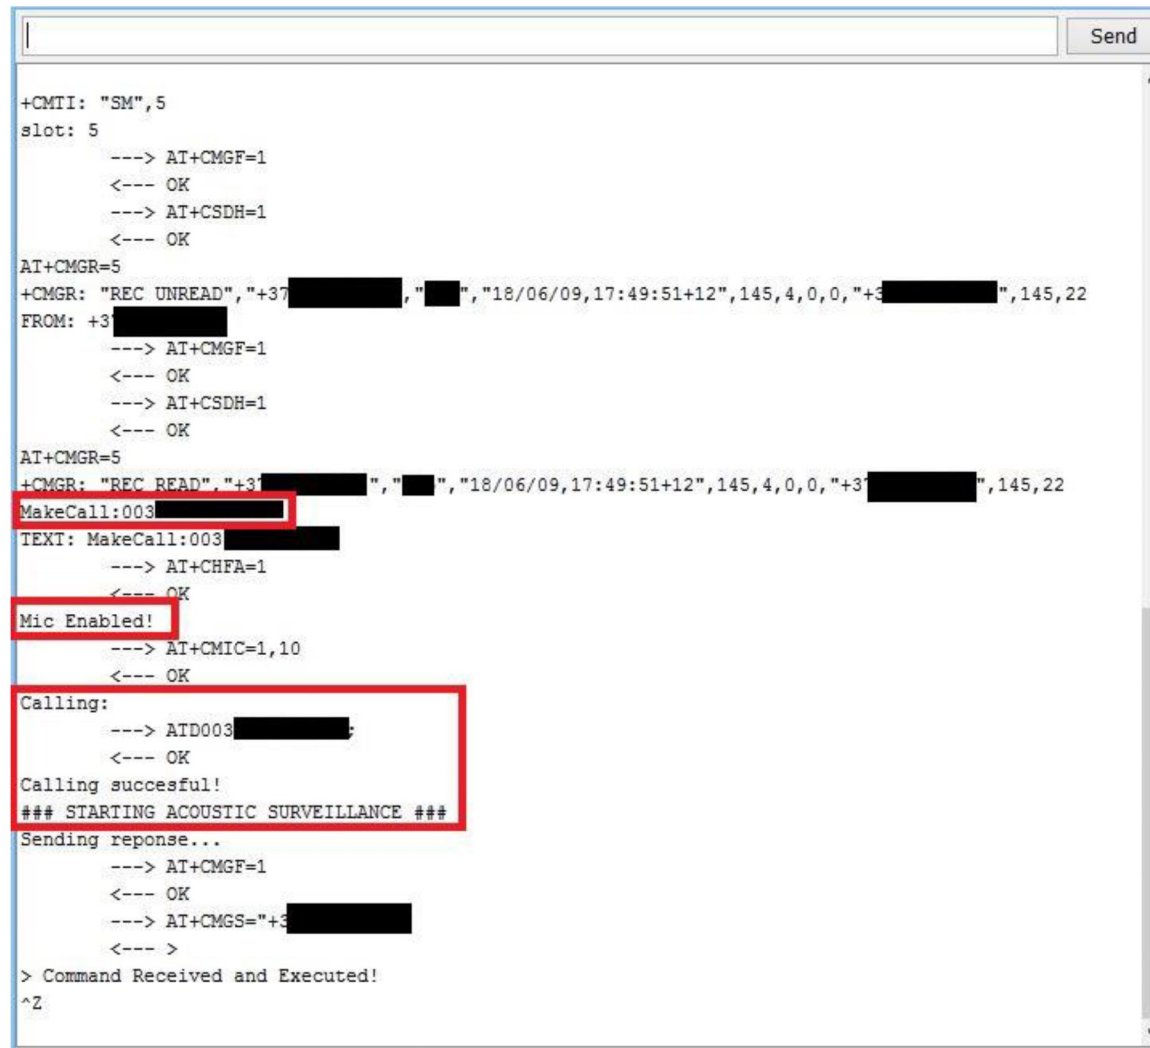 Send
+CMTI: "SM",5
slot: 5
---> AT+CMGF=1
<--- OK
---> AT+CSDH=1
<--- OK
AT+CMGR=5
+CMGR: "REC UNREAD","+37 ," ","18/06/09,17:49:51+12",145,4,0,0,"+3 ",145,22
FROM: +3
---> AT+CMGF=1
<--- OK
---> AT+CSDH=1
<--- OK
AT+CMGR=5
+CMGR: "REC READ","+37 "," ","18/06/09,17:49:51+12",145,4,0,0,"+3 ",145,22
MakeCall:003
TEXT: MakeCall:003
---> AT+CHFA=1
<--- OK
Mic Enabled!
---> AT+CMIC=1,10
<--- OK
Calling:
---> ATD003 ;
<--- OK
Calling succesful!
### STARTING ACOUSTIC SURVEILLANCE ###
Sending reponse...
---> AT+CMGF=1
<--- OK
---> AT+CMGS="+3
<--- >
> Command Received and Executed!
^Z